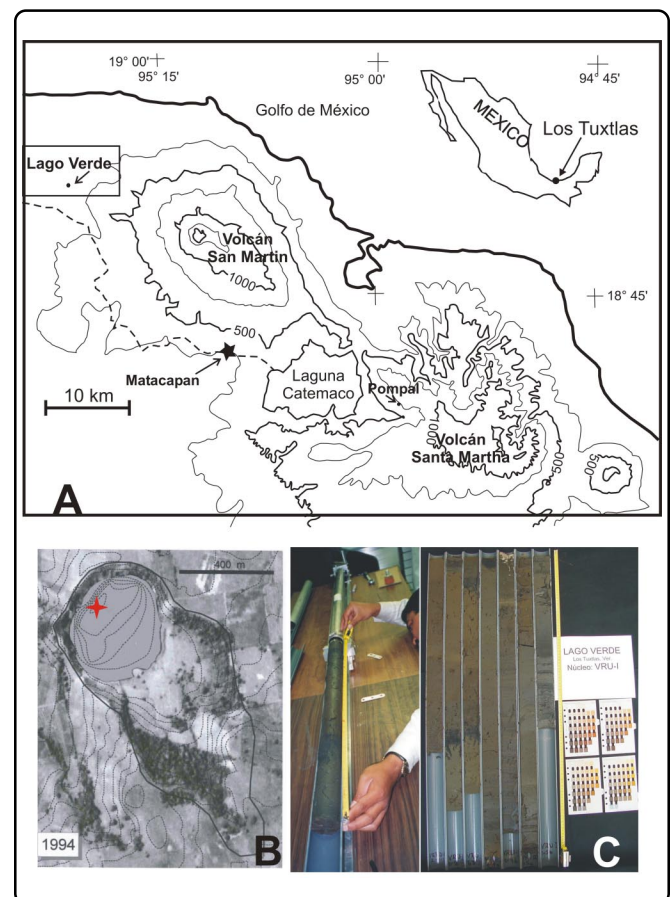 19° 00'
95° 15'
95° 00'
94° 45'
Golfo de México
MEXICO
Los Tuxtlas
Lago Verde
Volcán
San Martín
1000
500
18° 45'
Matacapan
Laguna
Catemaco
Pompal
10 km
Volcán
Santa Martha
1000
500
500
A
400 m
1994
B
LAGO VERDE
Los Tuxtlas, Ver.
Núcleo: VRU-I
C